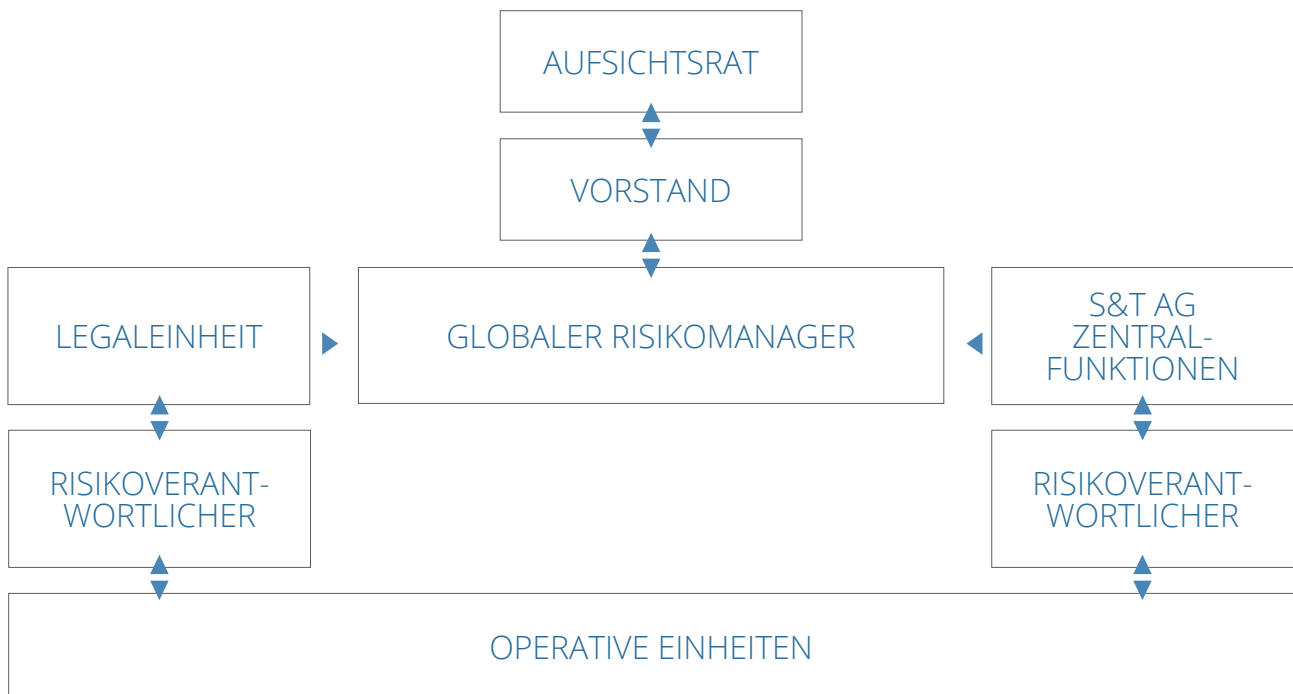 AUFSICHTSRAT
VORSTAND
LEGALEINHEIT
GLOBALER RISIKOMANAGER
S&T AG
ZENTRAL-
FUNKTIONEN
RISIKOVERANT-
WORTLICHER
RISIKOVERANT-
WORTLICHER
OPERATIVE EINHEITEN